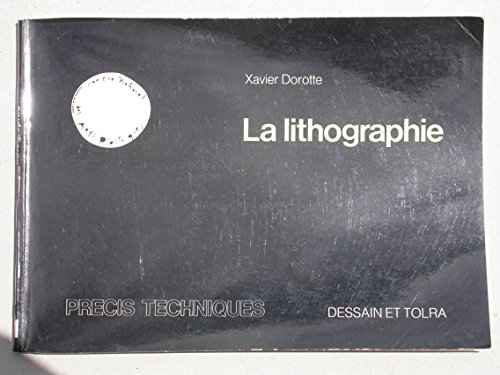 Xavier Dorotte
La lithographie
PRECIS TECHNIQUES
DESSAIN ET TOLRA